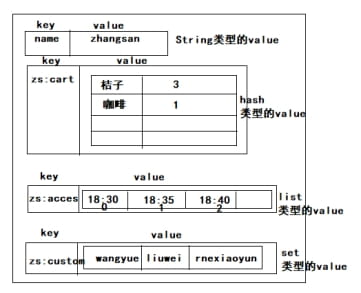 key value
name zhangsan String类型的value
key value
zs:cart
桔子 3
咖啡 1
hash
类型的value
key value
zs:acces 18:30 18:35 18:40 list
0 1 2
类型的value
key value
zs:custom wangyue liuwei rnexiaoyun set
类型的value